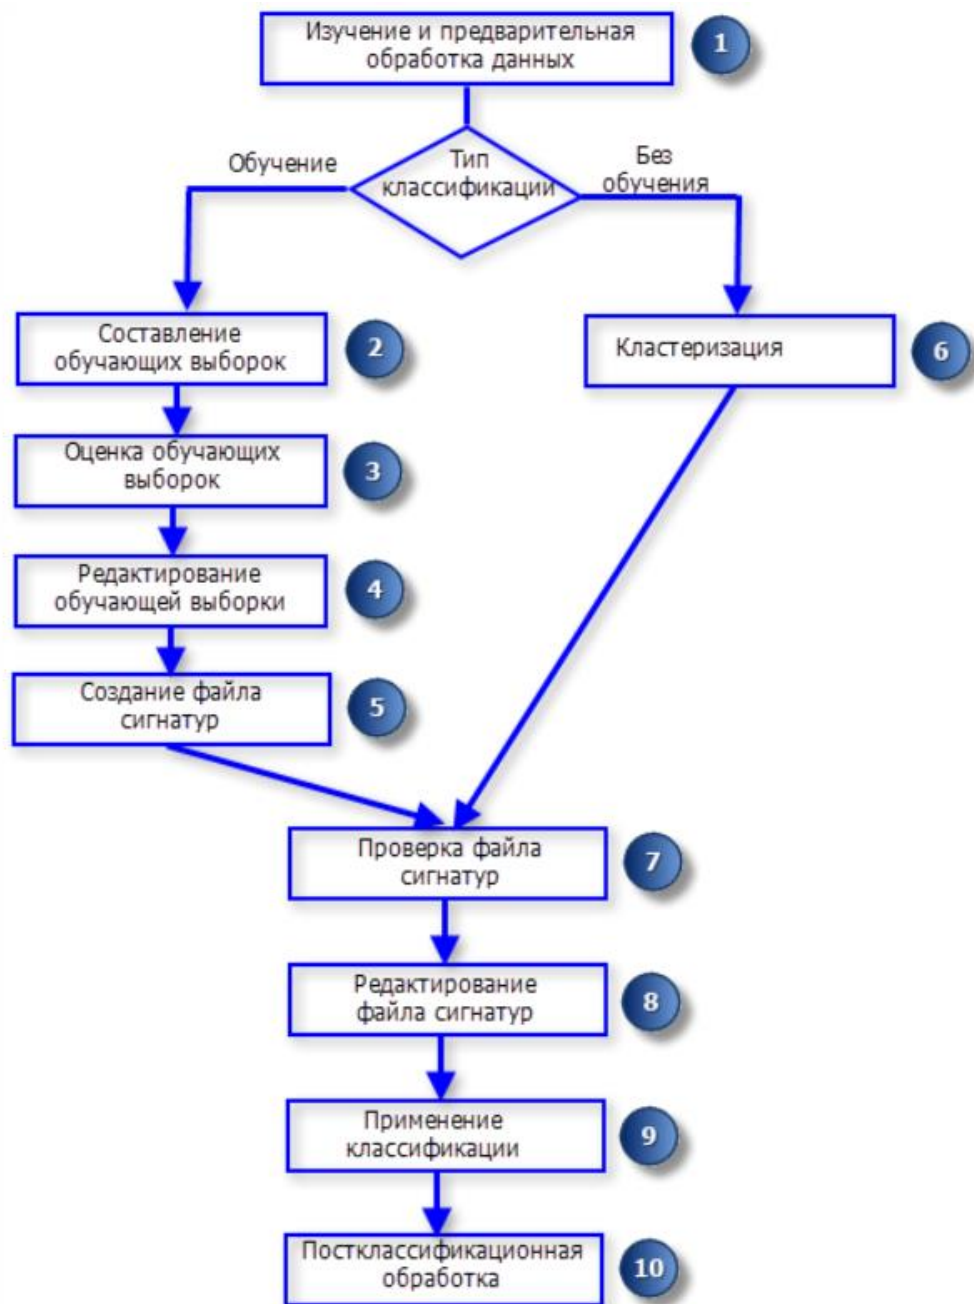 Изучение и предварительная
обработка данных
1
Тип
классификации
Обучение
Без
обучения
Составление
обучающих выборок
2
Кластеризация
6
Оценка обучающих
выборок
3
Редактирование
обучающей выборки
4
Создание файла
сигнатур
5
Проверка файла
сигнатур
7
Редактирование
файла сигнатур
8
Применение
классификации
9
Постклассификационная
обработка
10